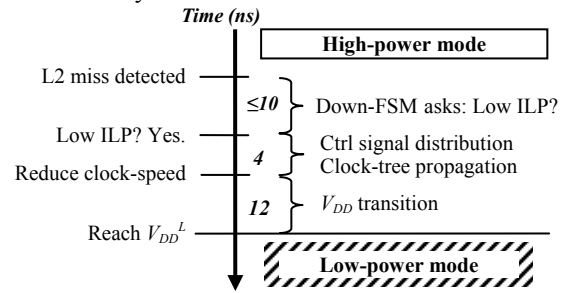 Time (ns)
High-power mode
L2 miss detected
≤10
Down-FSM asks: Low ILP?
Low ILP? Yes.
4
Ctrl signal distribution
Clock-tree propagation
Reduce clock-speed
12
VDD transition
Reach VDD^L
Low-power mode